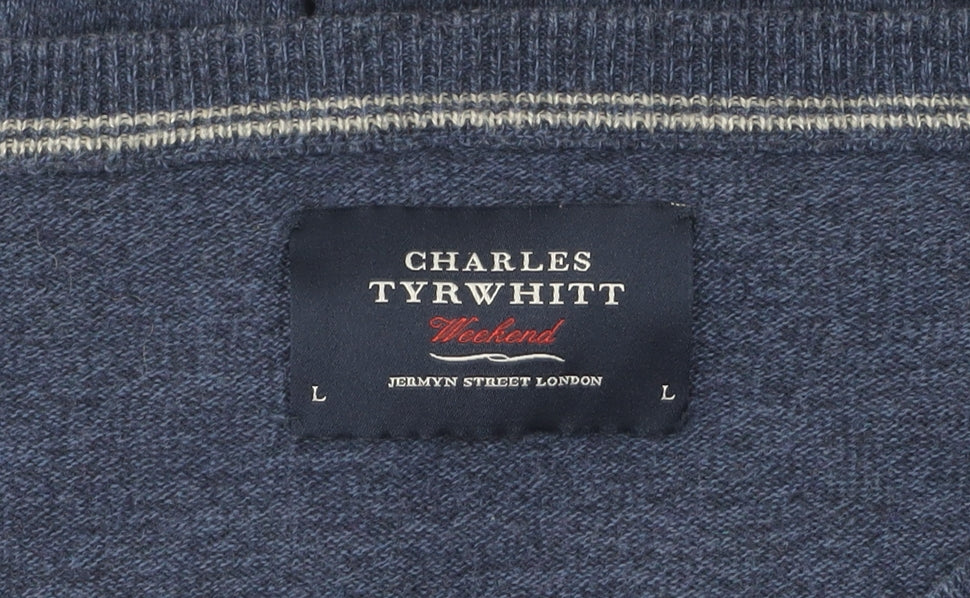 CHARLES
TYRWHITT
Weekend
JERMYN STREET LONDON
L L